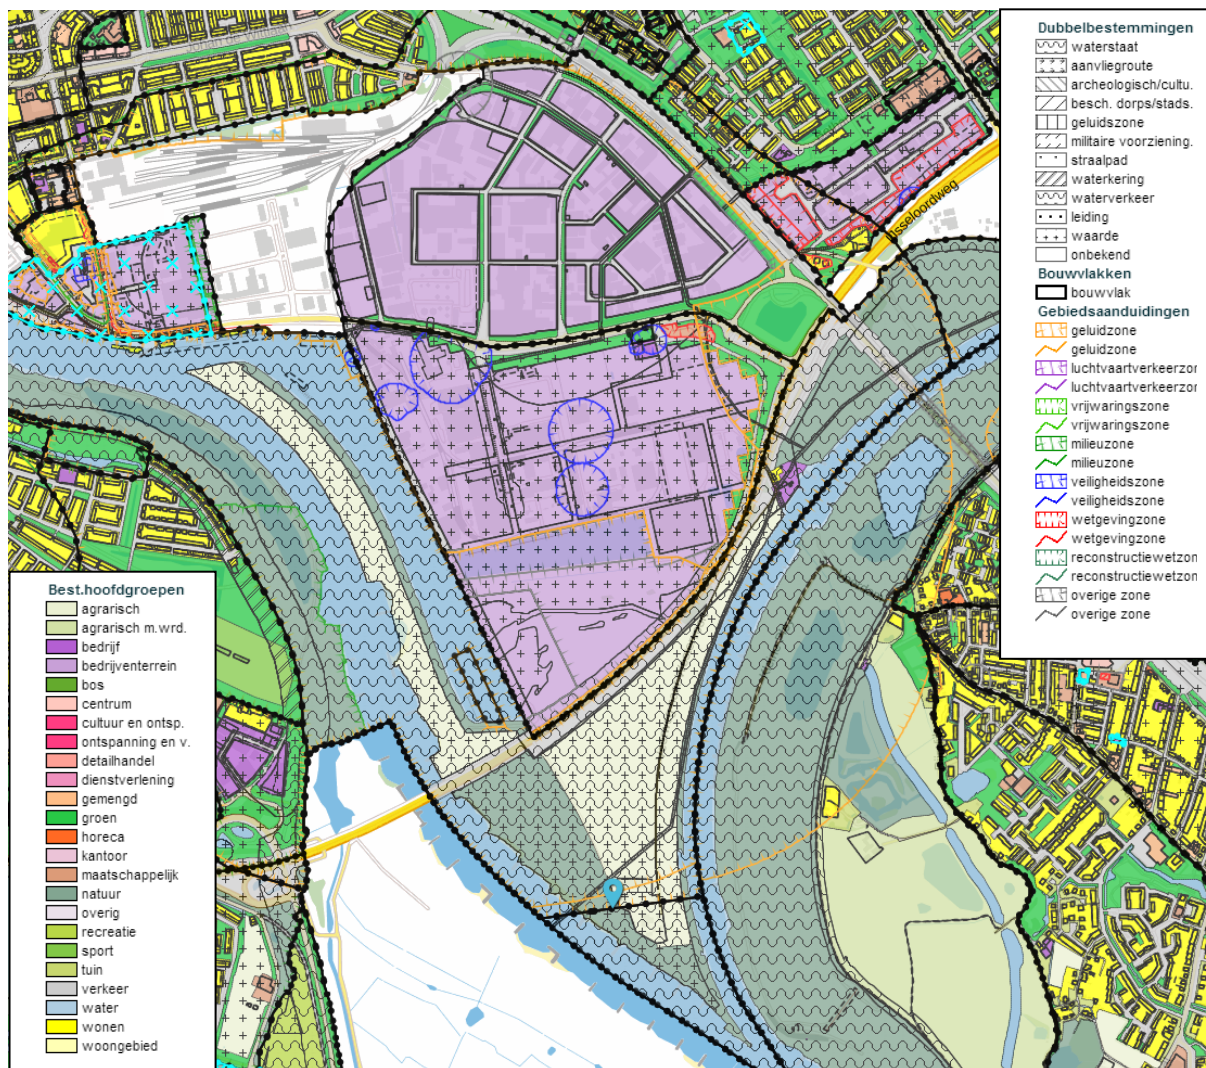 Dubbelbestemmingen
waterstaat
aanvliegroute
archeologisch/cultu.
besch. dorps/stads.
geluidszone
militaire voorziening.
straalpad
waterkering
waterverkeer
leiding
waarde
onbekend
Bouwvlakken
bouwvlak
Gebiedsaanduidingen
geluidzone
geluidzone
luchtvaartverkeerzor
luchtvaartverkeerzor
vrijwaringszone
vrijwaringszone
milieuzone
milieuzone
veiligheidszone
veiligheidszone
wetgevingzone
wetgevingzone
reconstructiewetzon
reconstructiewetzon
overige zone
overige zone
IJsseloordweg
Best.hoofdgroepen
agrarisch
agrarisch m.wrd.
bedrijf
bedrijventerrein
bos
centrum
cultuur en ontsp.
ontspanning en v.
detailhandel
dienstverlening
gemengd
groen
horeca
kantoor
maatschappelijk
natuur
overig
recreatie
sport
tuin
verkeer
water
wonen
woongebied